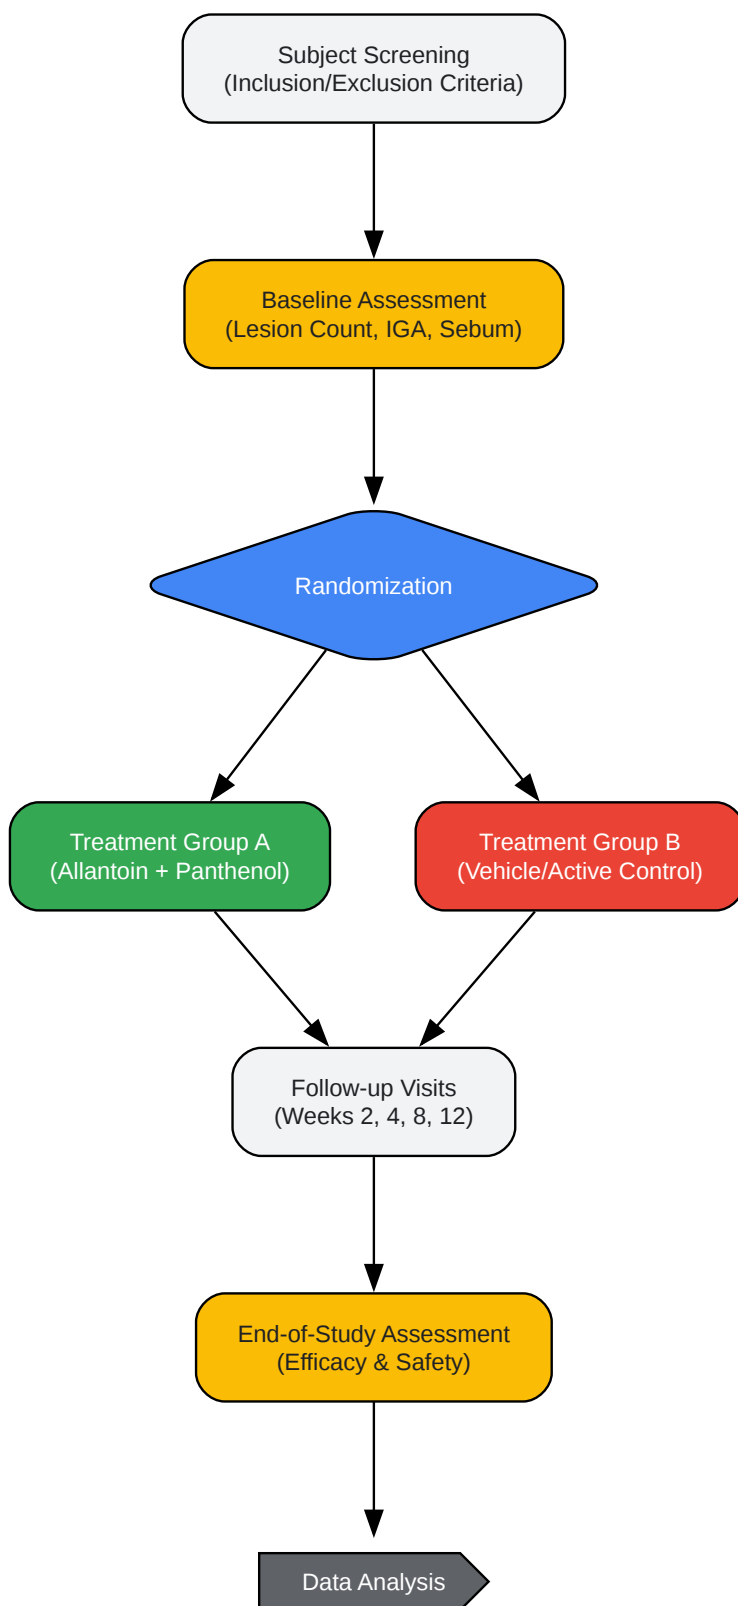 Subject Screening
(Inclusion/Exclusion Criteria)
Baseline Assessment
(Lesion Count, IGA, Sebum)
Randomization
Treatment Group A
(Allantoin + Panthenol)
Treatment Group B
(Vehicle/Active Control)
Follow-up Visits
(Weeks 2, 4, 8, 12)
End-of-Study Assessment
(Efficacy & Safety)
Data Analysis